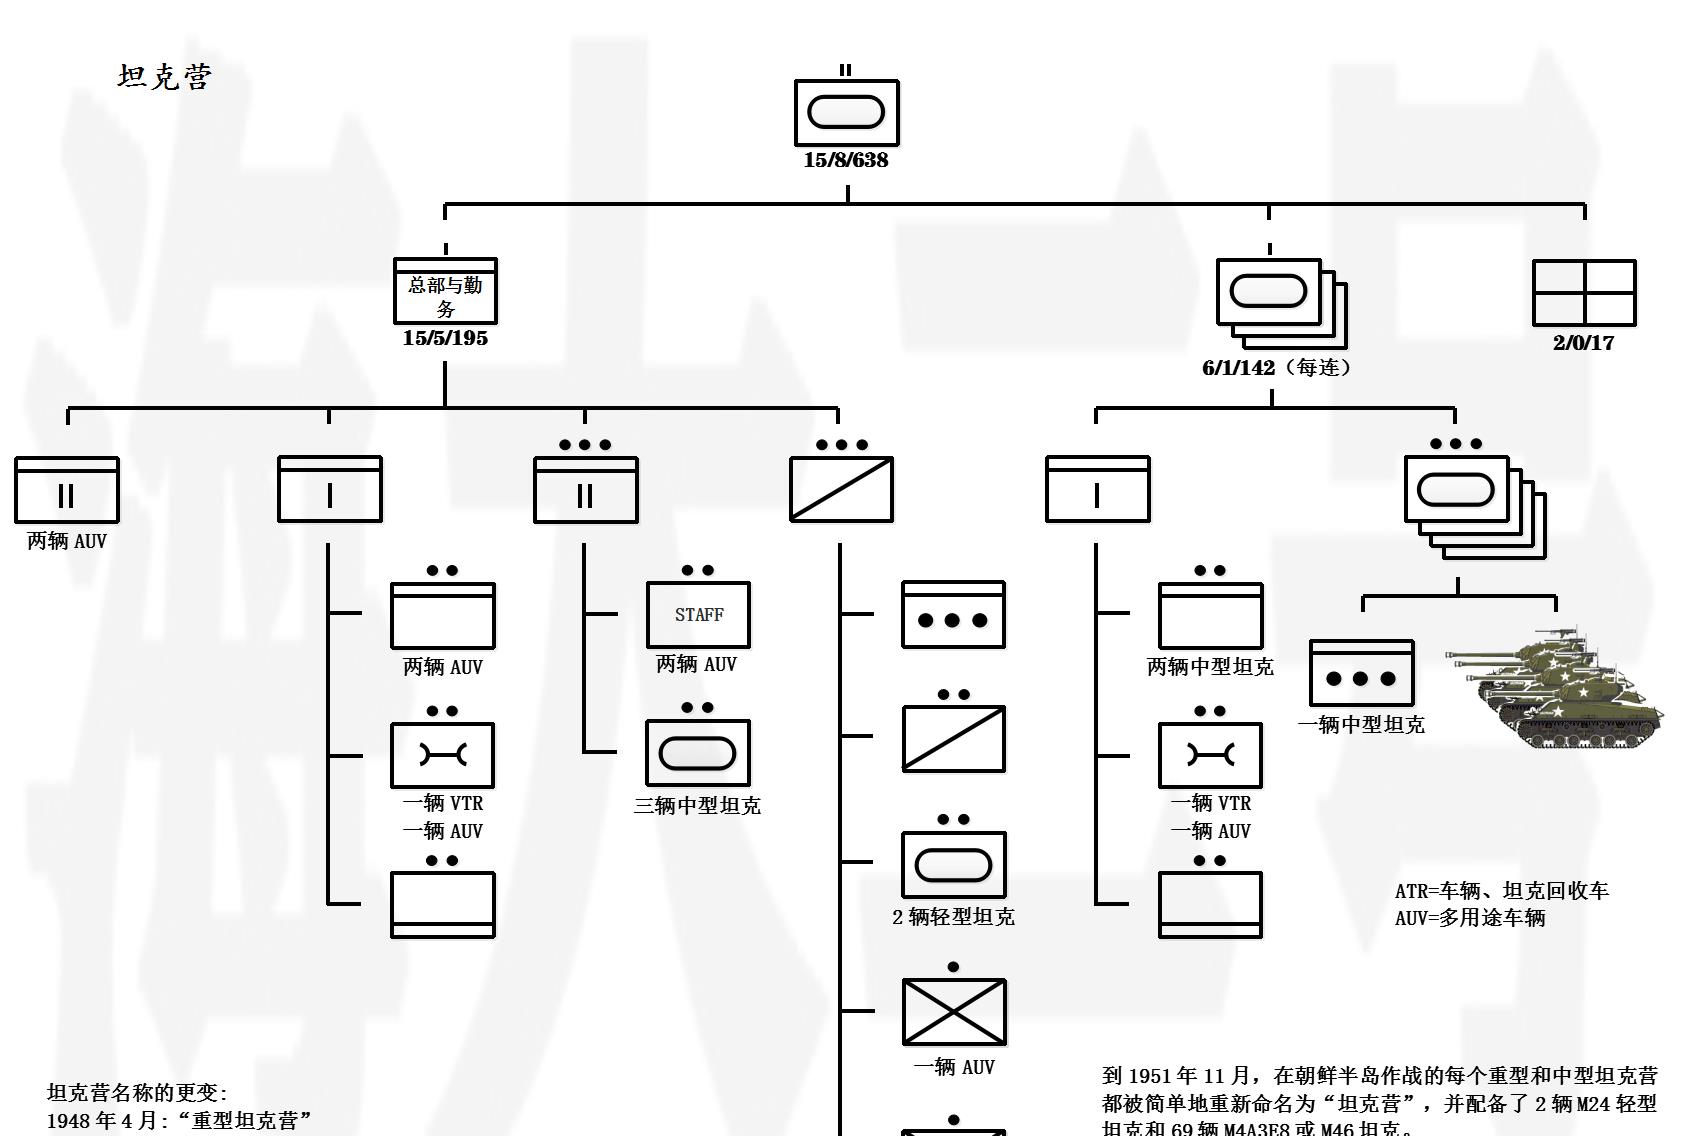 坦克营
15/8/638
总部与勤
务
15/5/195
6/1/142（每连）
2/0/17
两辆 AUV
两辆 AUV
一辆 VTR
一辆 AUV
STAFF
两辆 AUV
三辆中型坦克
2 辆轻型坦克
一辆 AUV
两辆中型坦克
一辆 VTR
一辆 AUV
一辆中型坦克
ATR=车辆、坦克回收车
AUV=多用途车辆
坦克营名称的更变：
1948 年 4 月：“重型坦克营”
到 1951 年 11 月，在朝鲜半岛作战的每个重型和中型坦克营
都被简单地重新命名为“坦克营”，并配备了 2 辆 M24 轻型
坦克和 69 辆 M4A3E8 或 M46 坦克。